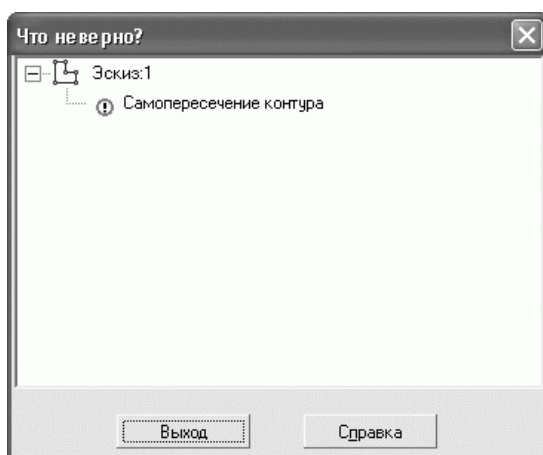 Что неверно?
Эскиз:1
Самопересечение контура
Выход
Справка